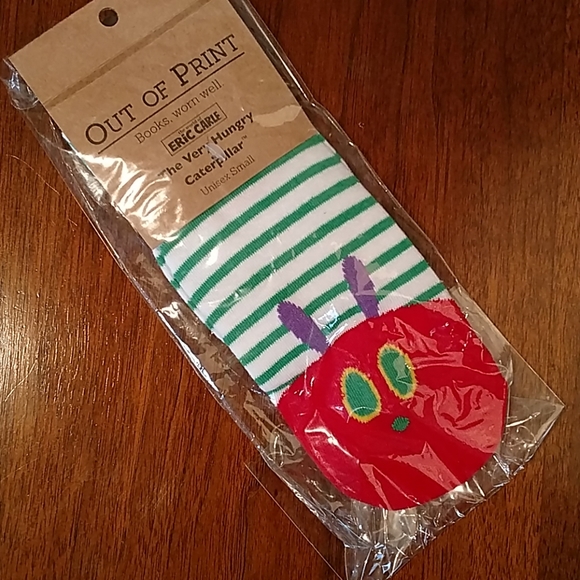 OUT OF PRINT
Books. worn well.
ERIC CARLE
The Very Hungry
Caterpillar™
Unisex Small